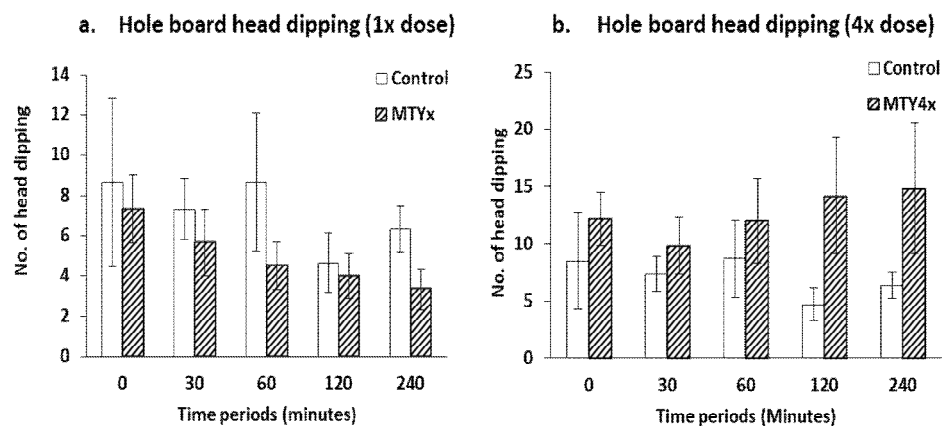 a. Hole board head dipping (1x dose)
14
12
10
8
6
4
2
0
No. of head dipping
Control
MTYx
0 30 60 120 240
Time periods (minutes)
b. Hole board head dipping (4x dose)
25
20
15
10
5
0
No. of head dipping
Control
MTY4x
0 30 60 120 240
Time periods (Minutes)